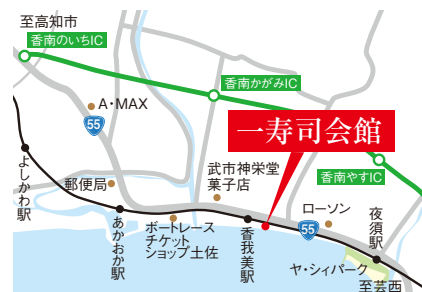 至高知市
香南のいちIC
香南かがみIC
A・MAX
55
一寿司会館
香南やすIC
よしかわ駅
郵便局
武市神栄堂
菓子店
ローソン
夜須駅
あかおか駅
ボートレース
チケット
ショップ土佐
香我美駅
55
ヤ・シィパーク
至芸西